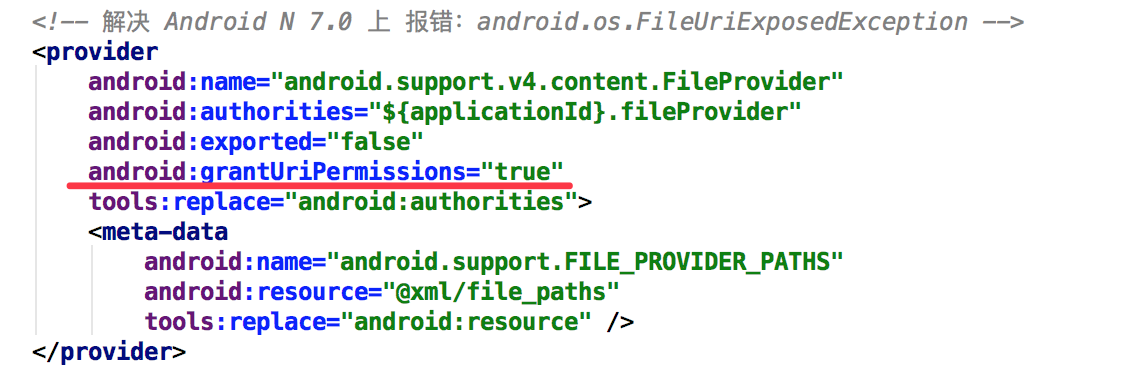 <!-- 解决 Android N 7.0 上 报错：android.os.FileUriExposedException -->
<provider
android:name="android.support.v4.content.FileProvider"
android:authorities="${applicationId}.fileProvider"
android:exported="false"
android:grantUriPermissions="true"
tools:replace="android:authorities">
<meta-data
android:name="android.support.FILE_PROVIDER_PATHS"
android:resource="@xml/file_paths"
tools:replace="android:resource" />
</provider>